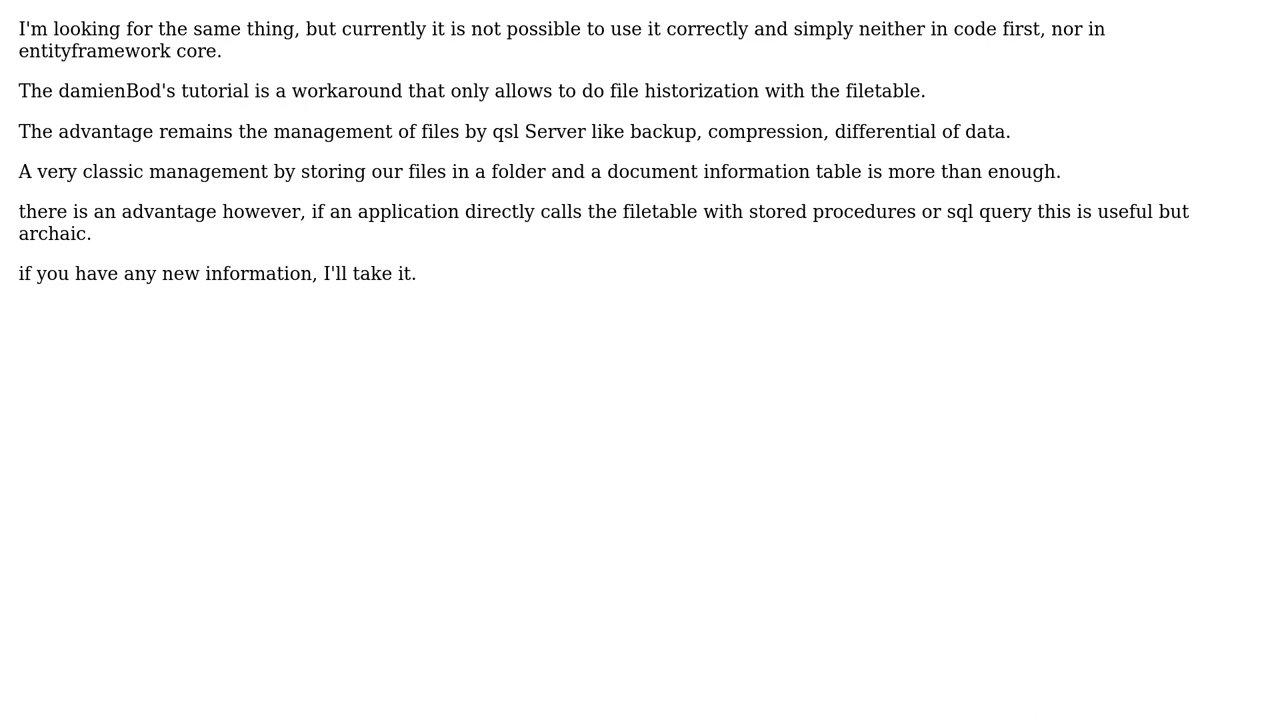 I'm looking for the same thing, but currently it is not possible to use it correctly and simply neither in code first, nor in
entityframework core.
The damienBod's tutorial is a workaround that only allows to do file historization with the filetable.
The advantage remains the management of files by qsl Server like backup, compression, differential of data.
A very classic management by storing our files in a folder and a document information table is more than enough.
there is an advantage however, if an application directly calls the filetable with stored procedures or sql query this is useful but
archaic.
if you have any new information, I'll take it.